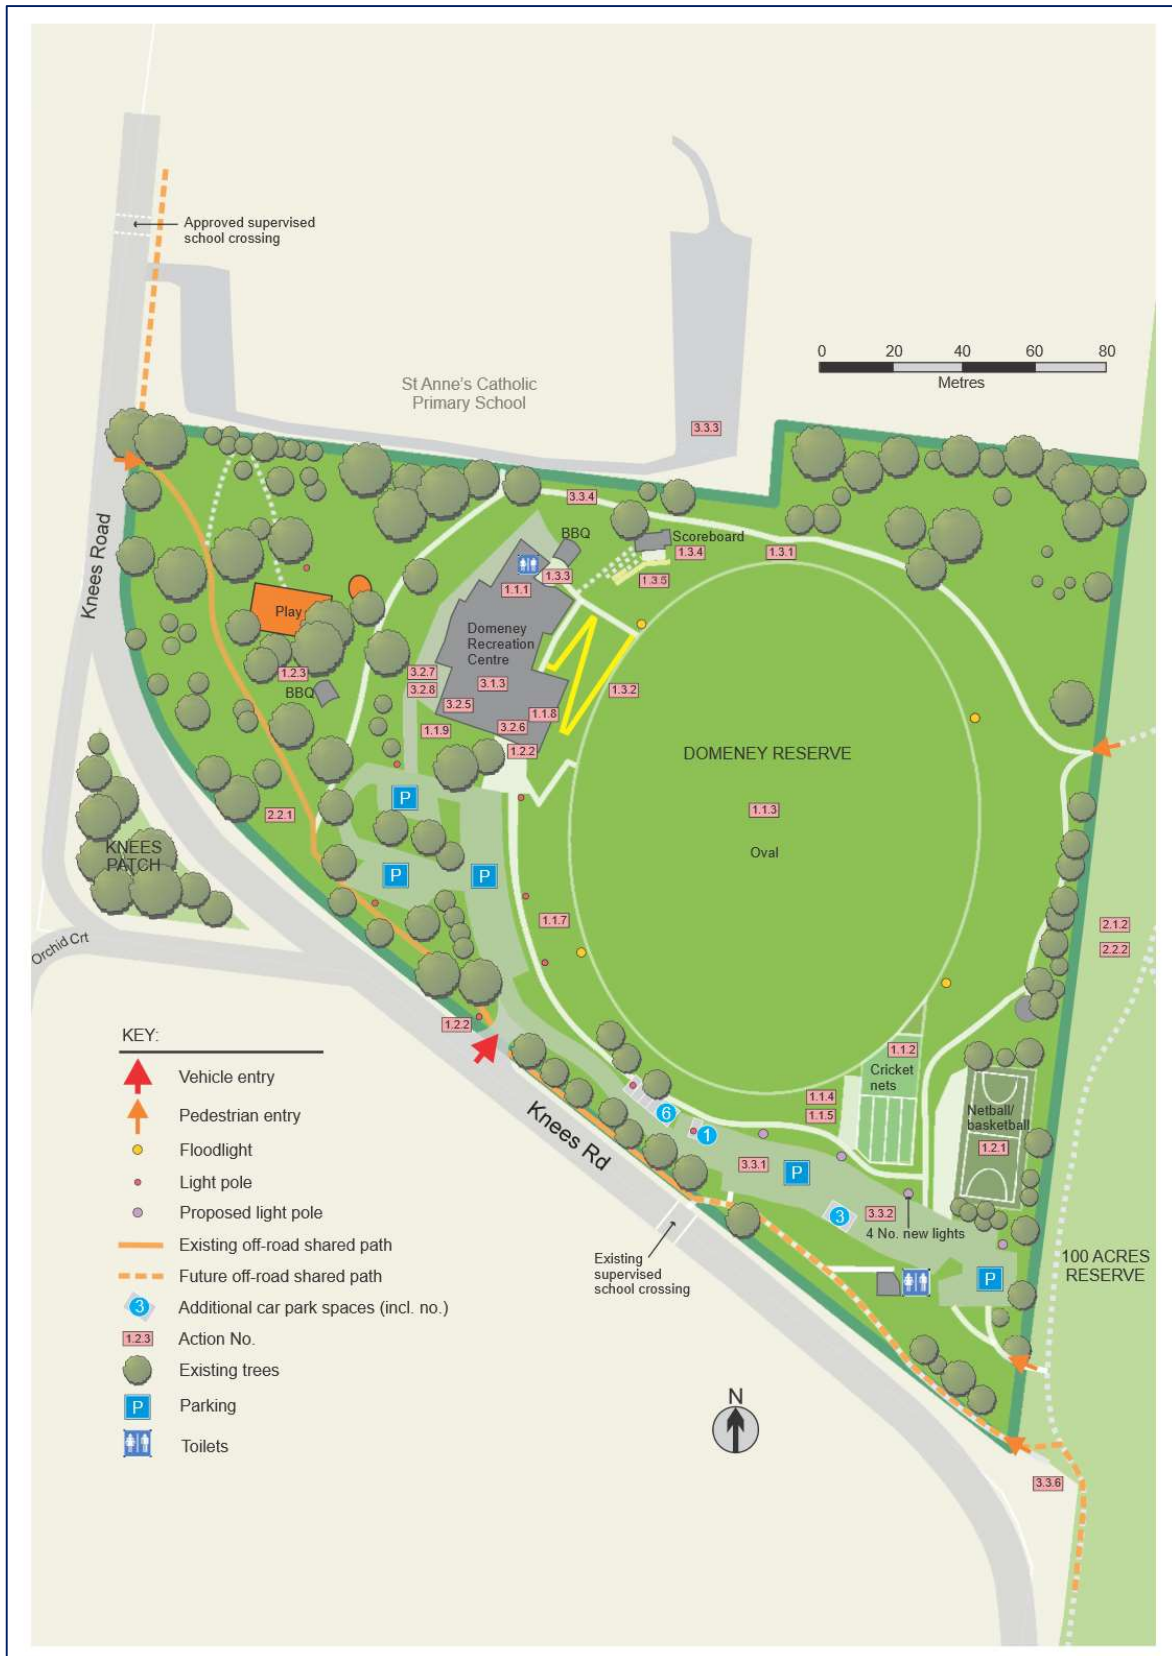 Approved supervised
school crossing
0 20 40 60 80
Metres
St Anne's Catholic
Primary School
3.3.3
3.3.4
BBQ
Scoreboard
1.3.4
1.3.1
1.3.3
1.1.1
1.3.5
Knees Road
Play
Domeney
Recreation
Centre
1.2.3
BBQ
3.2.7
3.2.8
3.1.3
3.2.5
1.1.8
3.2.6
1.1.9
1.2.2
1.3.2
DOMENEY RESERVE
1.1.3
Oval
P
2.2.1
KNEES
PATCH
P
P
1.1.7
2.1.2
2.2.2
Orchid Crt
1.2.2
1.1.2
Cricket
nets
1.1.4
1.1.5
Netball/
basketball
1.2.1
6
1
Knees Rd
3.3.1
P
3
3.3.2
4 No. new lights
Existing
supervised
school crossing
P
100 ACRES
RESERVE
3.3.6
N
KEY:
Vehicle entry
Pedestrian entry
Floodlight
Light pole
Proposed light pole
Existing off-road shared path
Future off-road shared path
3 Additional car park spaces (incl. no.)
1.2.3 Action No.
Existing trees
P Parking
Toilets